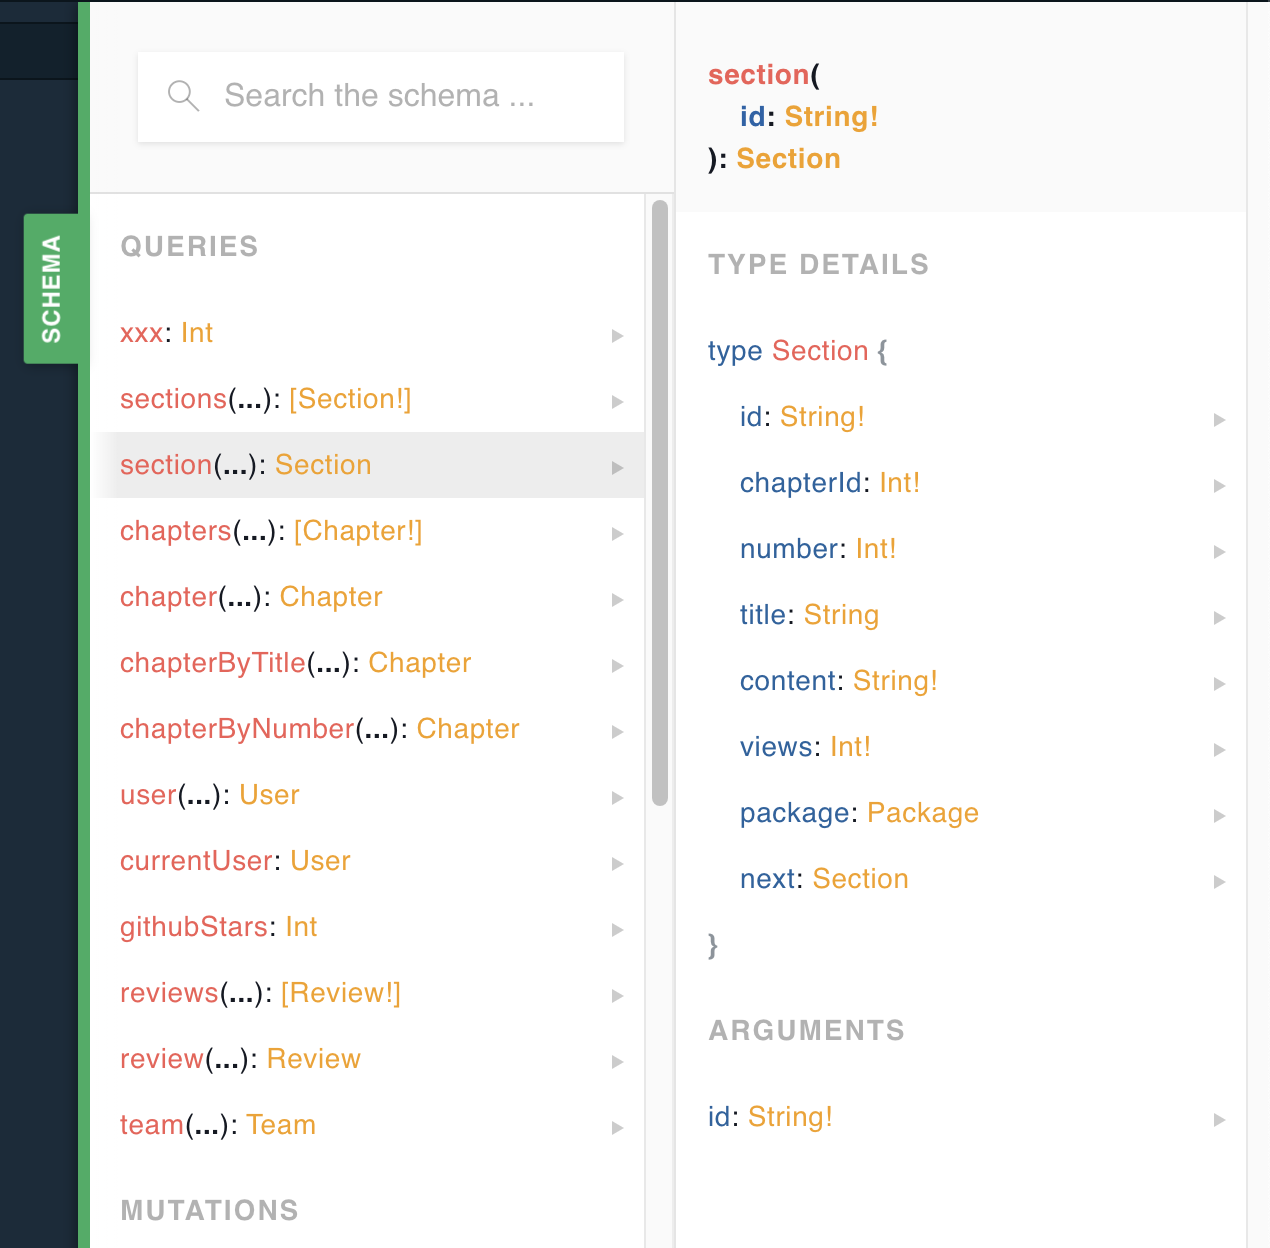 SCHEMA
Search the schema ...
QUERIES
xxx: Int
sections(...): [Section!]
section(...): Section
chapters(...): [Chapter!]
chapter(...): Chapter
chapterByTitle(...): Chapter
chapterByNumber(...): Chapter
user(...): User
currentUser: User
githubStars: Int
reviews(...): [Review!]
review(...): Review
team(...): Team
MUTATIONS
section(
id: String!
): Section
TYPE DETAILS
type Section {
id: String!
chapterId: Int!
number: Int!
title: String
content: String!
views: Int!
package: Package
next: Section
}
ARGUMENTS
id: String!